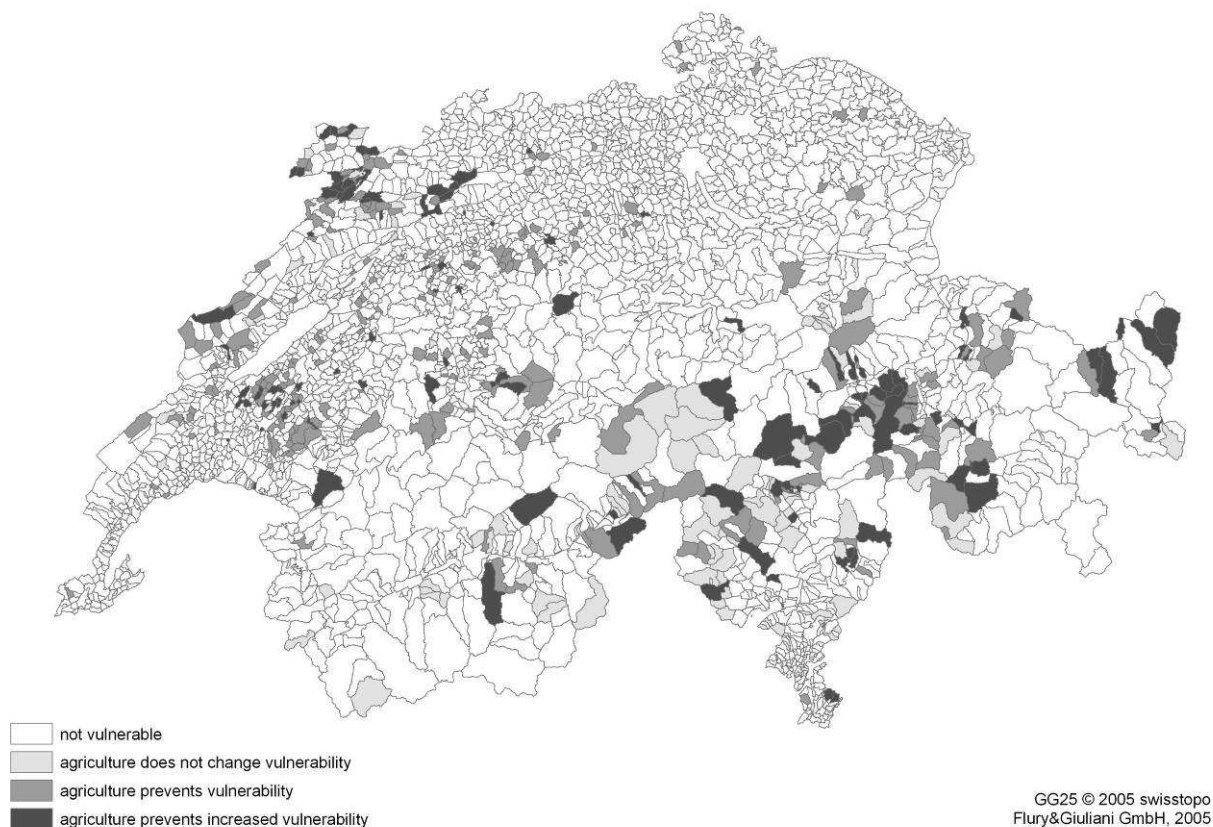 not vulnerable
agriculture does not change vulnerability
agriculture prevents vulnerability
agriculture prevents increased vulnerability
GG25 © 2005 swisstopo
Flury&Giuliani GmbH, 2005